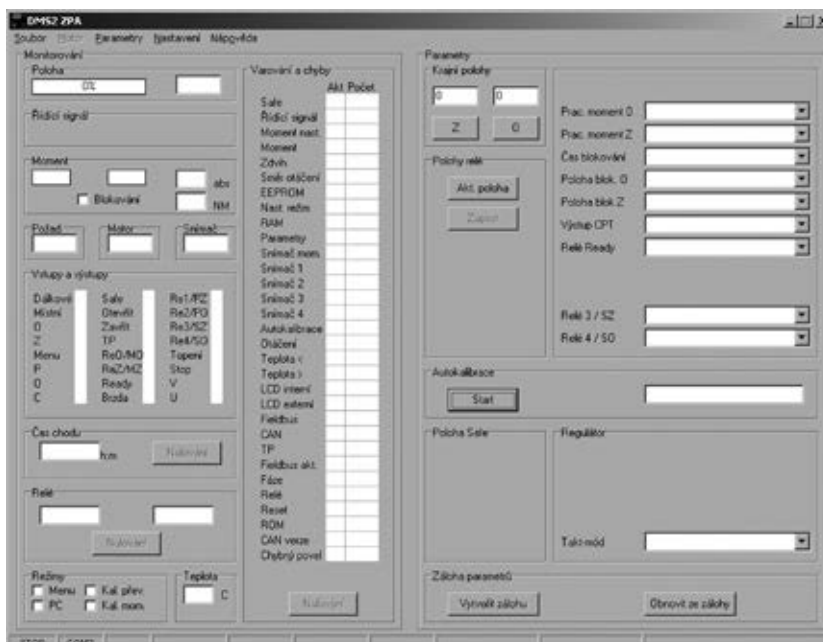 DMS2 ZPA
Soubor Motor Parametry Nastavení Nápověda
Monitorování
Poloha
0%
Řídící signál
Moment
abs
Blokování
NM
Požad.
Motor
Snímač
Vstupy a výstupy
Dálkově Safe Re1/PZ
Místní Otevřít Re2/PO
O Zavřít Re3/SZ
Z TP Re4/SO
Menu ReO/MO Topení
P ReZ/MZ Stop
O Ready V
C Brzda U
Čas chodu
h:m
Nulování
Relé
Nulování
Režimy
Menu Kal. přev.
PC Kal. mom.
Teplota
C
Varování a chyby
Akt. Počet.
Safe
Řídící signál
Moment nast.
Moment
Zdvih
Směr otáčení
EEPROM
Nast. režim
RAM
Parametry
Snímač mom.
Snímač 1
Snímač 2
Snímač 3
Snímač 4
Autokalibrace
Otáčení
Teplota <
Teplota >
LCD interní
LCD externí
Fieldbus
CAN
TP
Fieldbus akt.
Fáze
Relé
Reset
ROM
CAN verze
Chybný povel
Nulování
Parametry
Krajní polohy
0 0
Z O
Polohy relé
Akt. poloha
Zapsat
Prac. moment O
Prac. moment Z
Čas blokování
Poloha blok. O
Poloha blok. Z
Výstup CPT
Relé Ready
Relé 3 / SZ
Relé 4 / SO
Autokalibrace
Start
Poloha Safe
Regulátor
Takt-mód
Záloha parametrů
Vytvořit zálohu
Obnovit ze zálohy